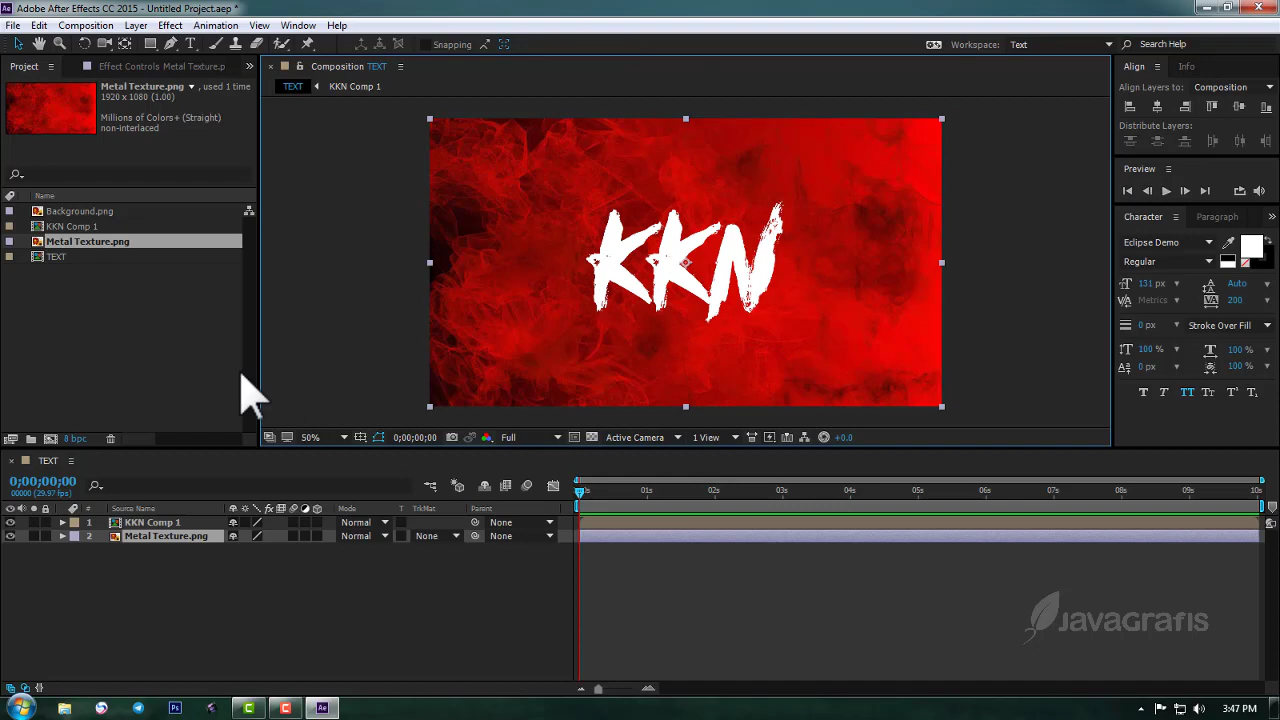 Adobe After Effects CC 2015 - Untitled Project.aep *
File Edit Composition Layer Effect Animation View Window Help
Snapping
Workspace: Text
Search Help
Project
Effect Controls Metal Texture.p
Composition TEXT
Align Info
TEXT KKN Comp 1
Metal Texture.png , used 1 time
1920 x 1080 (1.00)
Millions of Colors+ (Straight)
non-interlaced
Name
Background.png
KKN Comp 1
Metal Texture.png
TEXT
8 bpc
KKN
50%
0;00;00;00
Full
Active Camera
1 View
+0.0
Align Layers to: Composition
Distribute Layers:
Preview
Character Paragraph
Eclipse Demo
Regular
131 px Auto
Metrics 200
0 px Stroke Over Fill
100 % 100 %
0 px 100 %
TEXT
0;00;00;00
00000 (29.97 fps)
01s 02s 03s 04s 05s 06s 07s 08s 09s 10s
# Source Name Mode T TrkMat Parent
1 KKN Comp 1 Normal None
2 Metal Texture.png Normal None None
Javagrafis
3:47 PM